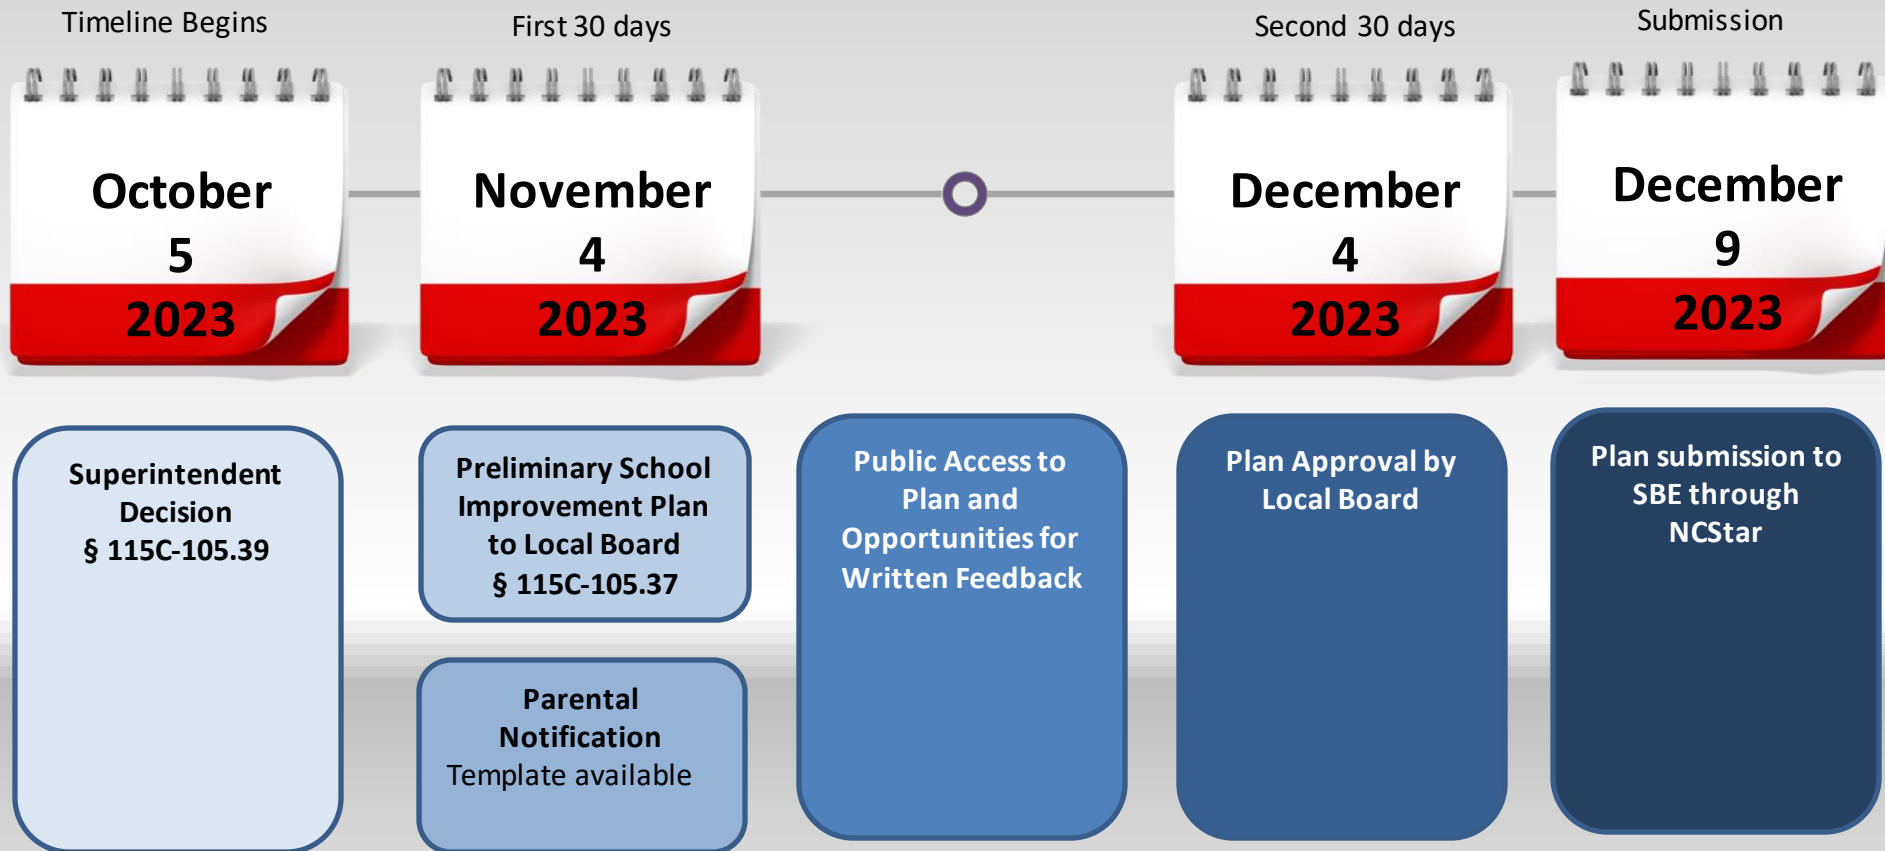 Timeline Begins
First 30 days
Second 30 days
Submission
October
5
2023
November
4
2023
December
4
2023
December
9
2023
Superintendent
Decision
§ 115C-105.39
Preliminary School
Improvement Plan
to Local Board
§ 115C-105.37
Parental
Notification
Template available
Public Access to
Plan and
Opportunities for
Written Feedback
Plan Approval by
Local Board
Plan submission to
SBE through
NCStar